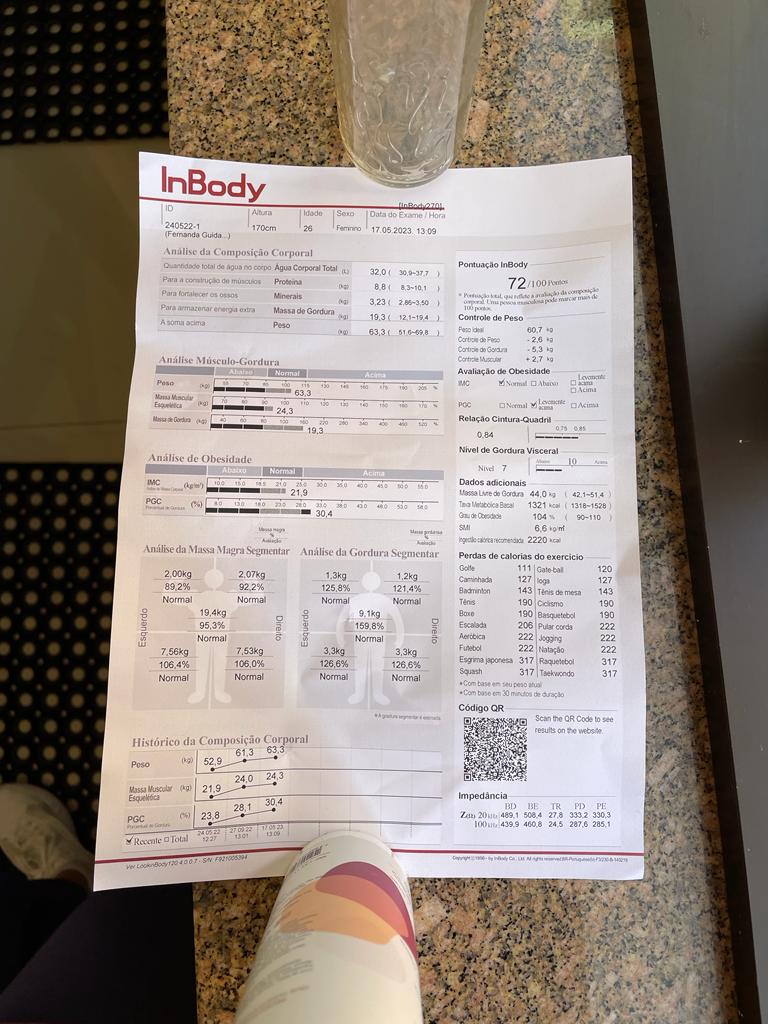 InBody
[InBody270]
ID Altura Idade Sexo Data do Exame / Hora
240522-1 170cm 26 Feminino 17.05.2023. 13:09
(Fernanda Guida...)
Análise da Composição Corporal
Quantidade total de água no corpo Água Corporal Total (L) 32,0 ( 30,9~37,7 )
Para a construção de músculos Proteína (kg) 8,8 ( 8,3~10,1 )
Para fortalecer os ossos Minerais (kg) 3,23 ( 2,86~3,50 )
Para armazenar energia extra Massa de Gordura (kg) 19,3 ( 12,1~19,4 )
A soma acima Peso (kg) 63,3 ( 51,6~69,8 )
Análise Músculo-Gordura
Abaixo Normal Acima
Peso (kg) 55 70 85 100 115 130 145 160 175 190 205 %
63,3
Massa Muscular Esquelética (kg) 70 80 90 100 110 120 130 140 150 160 170 %
24,3
Massa de Gordura (kg) 40 60 80 100 160 220 280 340 400 460 520 %
19,3
Análise de Obesidade
Abaixo Normal Acima
IMC (kg/m²) 10.0 15.0 18.5 21.0 25.0 30.0 35.0 40.0 45.0 50.0 55.0
21,9
PGC (%) 8.0 13.0 18.0 23.0 28.0 33.0 38.0 43.0 48.0 53.0 58.0
Percentual de Gordura
30,4
Massa magra
%
Avaliação
Análise da Massa Magra Segmentar
2,00kg 2,07kg
89,2% 92,2%
Normal Normal
19,4kg
95,3%
Normal
Esquerdo Direito
7,56kg 7,53kg
106,4% 106,0%
Normal Normal
Massa gordurosa
%
Avaliação
Análise da Gordura Segmentar
1,3kg 1,2kg
125,8% 121,4%
Normal Normal
9,1kg
159,8%
Normal
Esquerdo Direito
3,3kg 3,3kg
126,6% 126,6%
Normal Normal
* A gordura segmentar é estimada
Histórico da Composição Corporal
Peso (kg) 52,9 61,3 63,3
Massa Muscular Esquelética (kg) 21,9 24,0 24,3
PGC (%) 23,8 28,1 30,4
Percentual de Gordura
Recente Total 24.05.22 27.09.22 17.05.23
12:27 13:01 13:09
Pontuação InBody
72/100 Pontos
* Pontuação total, que reflete a avaliação da composição
corporal. Uma pessoa musculosa pode marcar mais de
100 pontos.
Controle de Peso
Peso Ideal 60,7 kg
Controle de Peso - 2,6 kg
Controle de Gordura - 5,3 kg
Controle Muscular + 2,7 kg
Avaliação de Obesidade
IMC Normal Abaixo Levemente acima Acima
PGC Normal Levemente acima Acima
Relação Cintura-Quadril
0,84 0,75 0,85
Nível de Gordura Visceral
Nível 7 Abaixo 10 Acima
Dados adicionais
Massa Livre de Gordura 44,0 kg ( 42,1~51,4 )
Taxa Metabólica Basal 1321 kcal ( 1318~1528 )
Grau de Obesidade 104 % ( 90~110 )
SMI 6,6 kg/m²
Ingestão calórica recomendada 2220 kcal
Perdas de calorias do exercicio
Golfe 111 Gate-ball 120
Caminhada 127 Ioga 127
Badminton 143 Tênis de mesa 143
Tênis 190 Ciclismo 190
Boxe 190 Basquetebol 190
Escalada 206 Pular corda 222
Aeróbica 222 Jogging 222
Futebol 222 Natação 222
Esgrima japonesa 317 Raquetebol 317
Squash 317 Taekwondo 317
*Com base em seu peso atual
*Com base em 30 minutos de duração
Código QR
Scan the QR Code to see
results on the website.
Impedância
BD BE TR PD PE
Z(Ω) 20kHz 489,1 508,4 27,8 333,2 330,3
100kHz 439,9 460,8 24,5 287,6 285,1
Ver LookinBody120 4.0.0.7 - S/N: F921005394
Copyright ©1996~ by InBody Co., Ltd. All rights reserved.